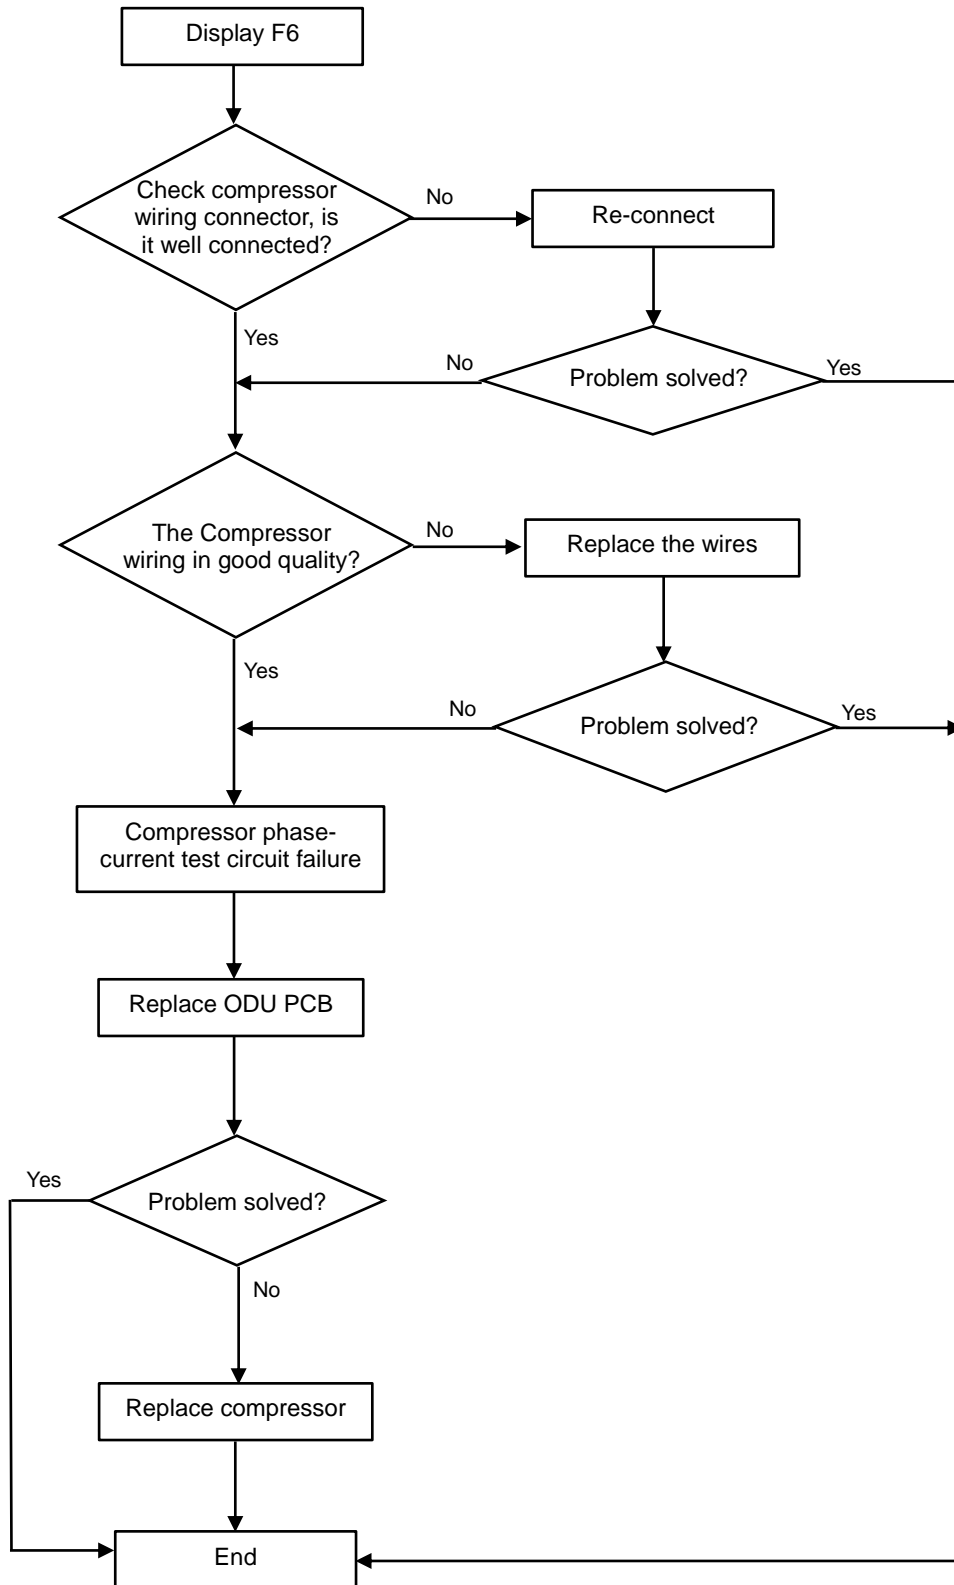 Display F6
Check compressor
wiring connector, is
it well connected?
No
Re-connect
Yes
No
Problem solved?
Yes
The Compressor
wiring in good quality?
No
Replace the wires
Yes
No
Problem solved?
Yes
Compressor phase-
current test circuit failure
Replace ODU PCB
Yes
Problem solved?
No
Replace compressor
End